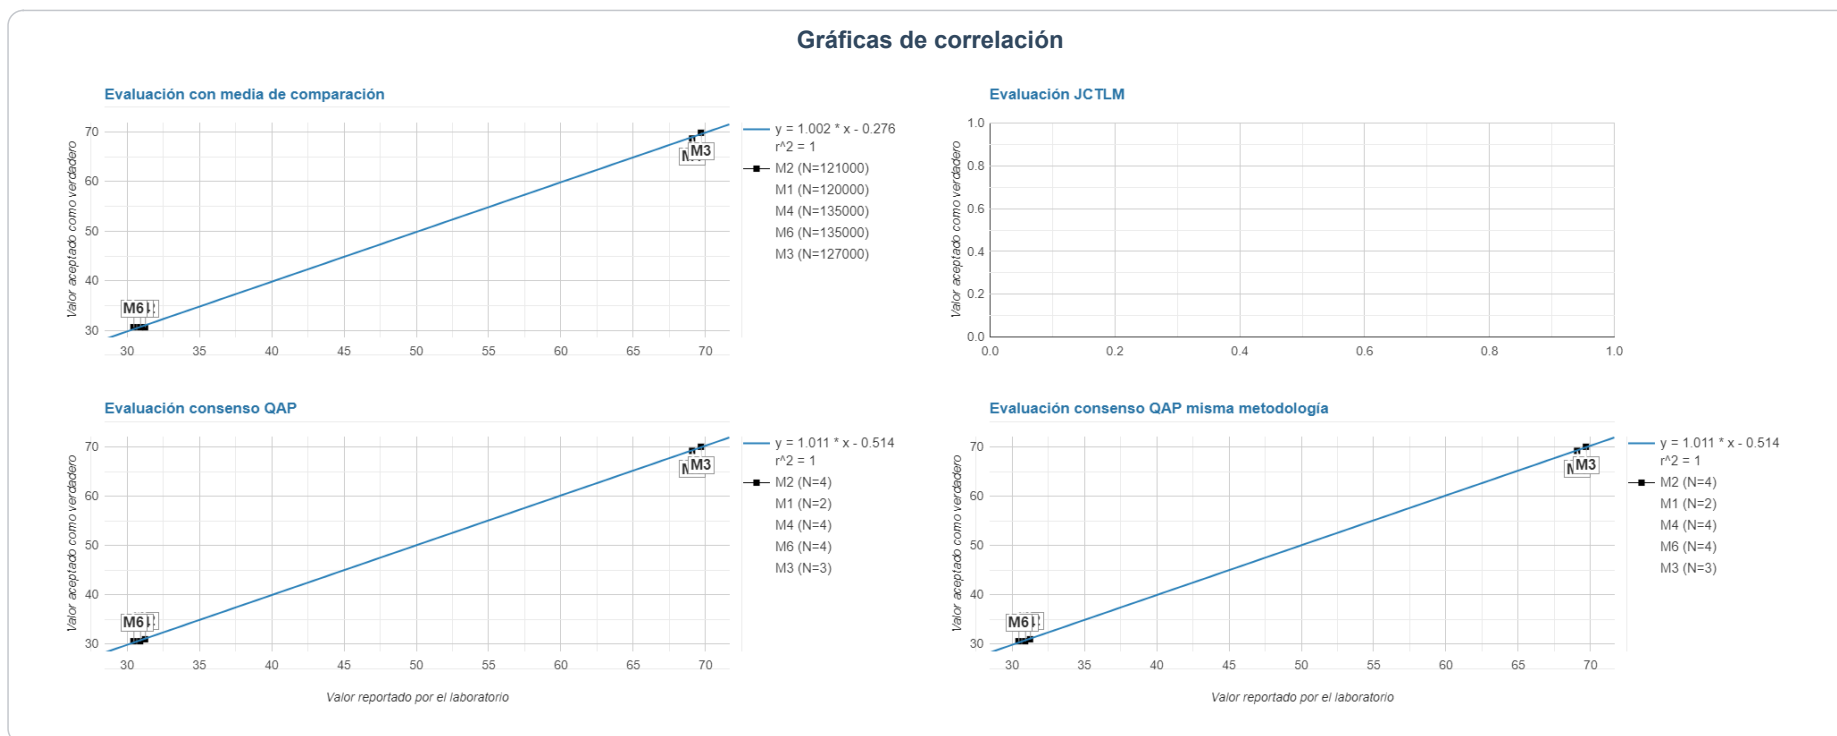 Gráficas de correlación
Evaluación con media de comparación
Valor aceptado como verdadero
70
60
50
40
30
30 35 40 45 50 55 60 65 70
M6
M3
y = 1.002 * x - 0.276
r^2 = 1
M2 (N=121000)
M1 (N=120000)
M4 (N=135000)
M6 (N=135000)
M3 (N=127000)
Evaluación JCTLM
Valor aceptado como verdadero
1.0
0.8
0.6
0.4
0.2
0.0
0.0 0.2 0.4 0.6 0.8 1.0
Evaluación consenso QAP
Valor aceptado como verdadero
70
60
50
40
30
30 35 40 45 50 55 60 65 70
M6
M3
Valor reportado por el laboratorio
y = 1.011 * x - 0.514
r^2 = 1
M2 (N=4)
M1 (N=2)
M4 (N=4)
M6 (N=4)
M3 (N=3)
Evaluación consenso QAP misma metodología
Valor aceptado como verdadero
70
60
50
40
30
30 35 40 45 50 55 60 65 70
M6
M3
Valor reportado por el laboratorio
y = 1.011 * x - 0.514
r^2 = 1
M2 (N=4)
M1 (N=2)
M4 (N=4)
M6 (N=4)
M3 (N=3)